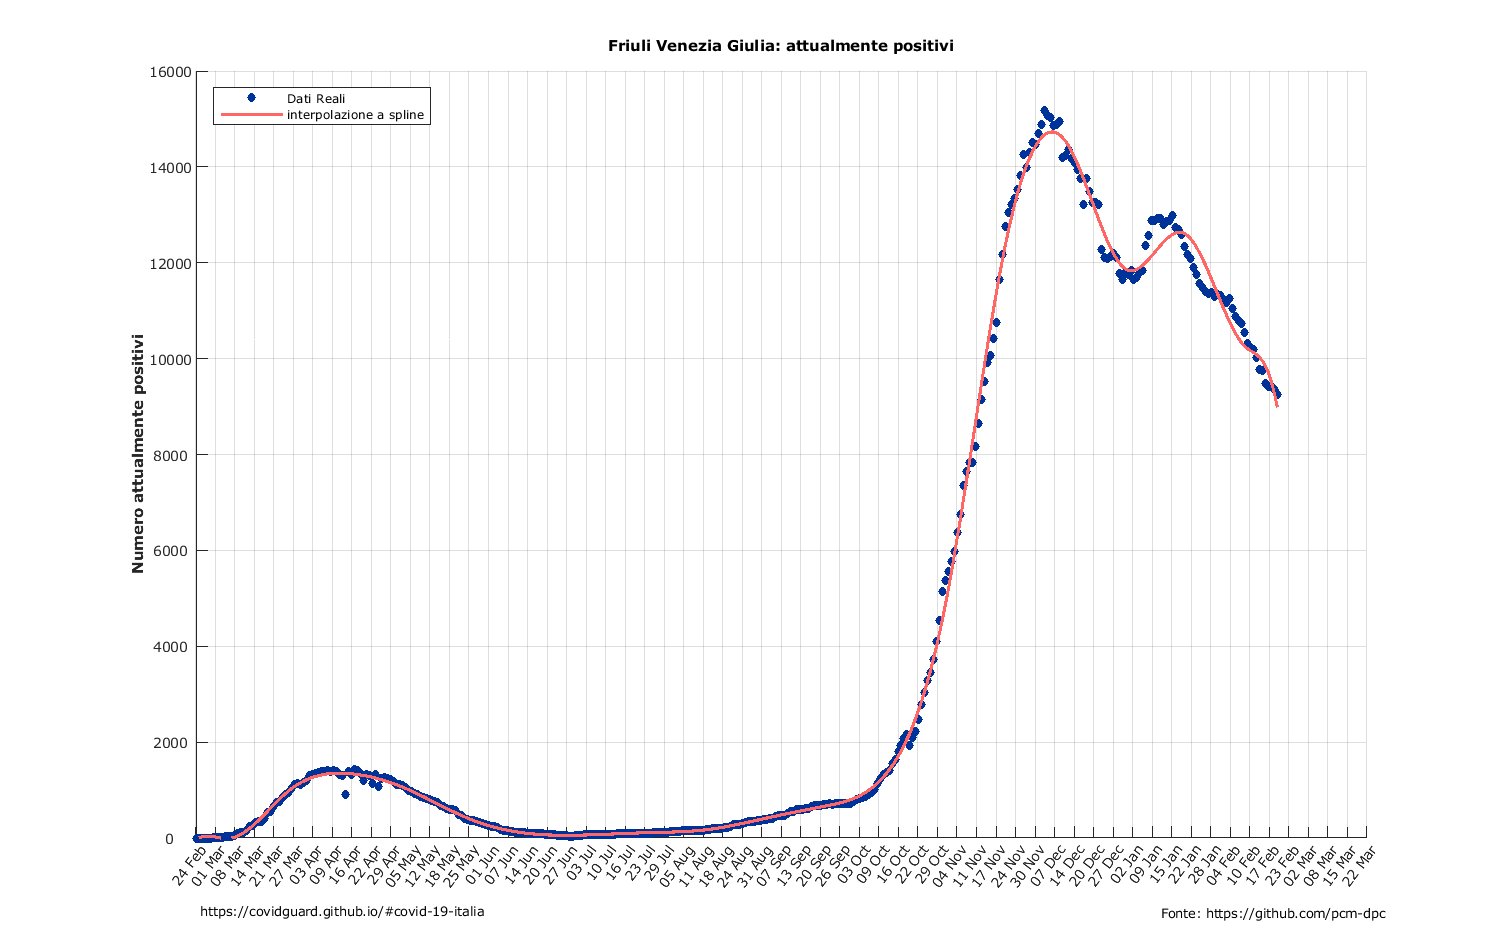 Friuli Venezia Giulia: attualmente positivi
Dati Reali
interpolazione a spline
Numero attualmente positivi
16000
14000
12000
10000
8000
6000
4000
2000
0
24 Feb
01 Mar
08 Mar
14 Mar
21 Mar
27 Mar
03 Apr
09 Apr
16 Apr
22 Apr
29 Apr
05 May
12 May
18 May
25 May
01 Jun
07 Jun
14 Jun
20 Jun
27 Jun
03 Jul
10 Jul
16 Jul
23 Jul
29 Jul
05 Aug
11 Aug
18 Aug
24 Aug
31 Aug
07 Sep
13 Sep
20 Sep
26 Sep
03 Oct
09 Oct
16 Oct
22 Oct
29 Oct
04 Nov
11 Nov
17 Nov
24 Nov
30 Nov
07 Dec
14 Dec
20 Dec
27 Dec
02 Jan
09 Jan
15 Jan
22 Jan
28 Jan
04 Feb
10 Feb
17 Feb
23 Feb
02 Mar
08 Mar
15 Mar
22 Mar
https://covidguard.github.io/#covid-19-italia
Fonte: https://github.com/pcm-dpc